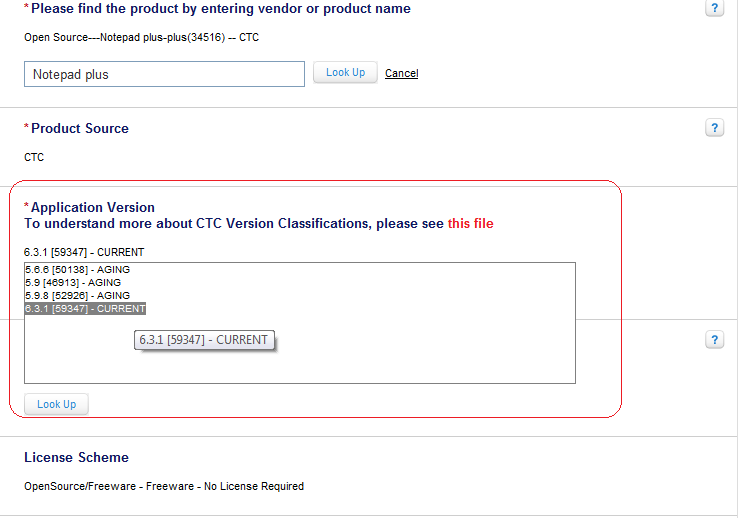 *Please find the product by entering vendor or product name
?
Open Source---Notepad plus-plus(34516) -- CTC
Notepad plus
Look Up
Cancel
*Product Source
?
CTC
*Application Version
To understand more about CTC Version Classifications, please see this file
6.3.1 [59347] - CURRENT
5.6.6 [50138] - AGING
5.9 [46913] - AGING
5.9.8 [52926] - AGING
6.3.1 [59347] - CURRENT
6.3.1 [59347] - CURRENT
?
Look Up
License Scheme
OpenSource/Freeware - Freeware - No License Required